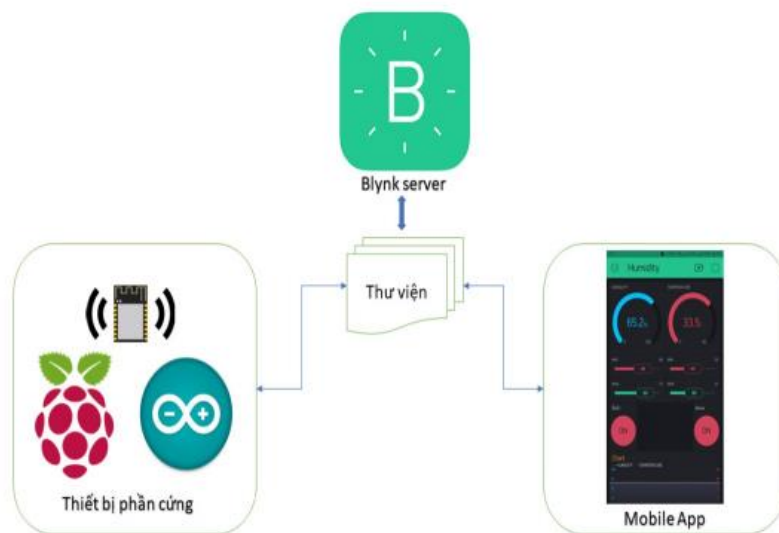 B
Blynk server
Thư viện
Thiết bị phần cứng
Humidity
65.2%
33.5
ON
ON
Mobile App